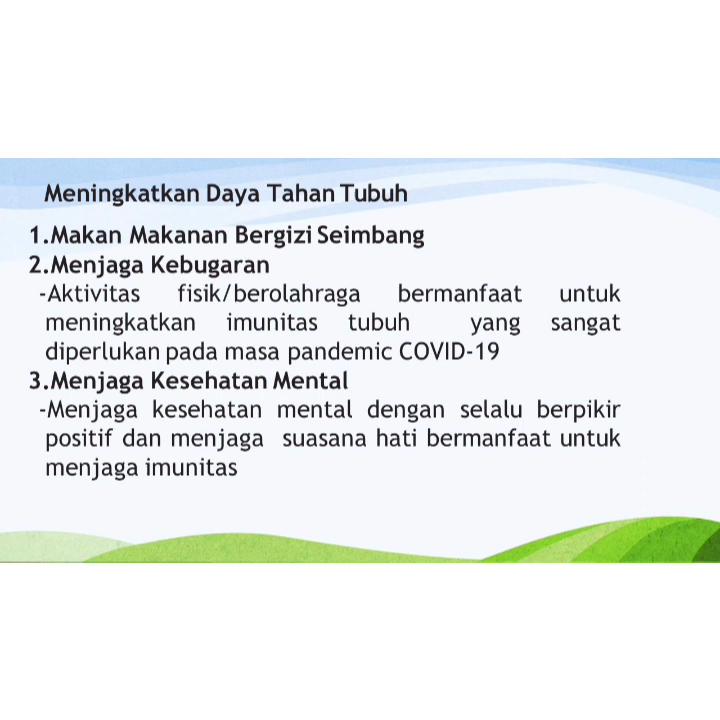 Meningkatkan Daya Tahan Tubuh
1.Makan Makanan Bergizi Seimbang
2.Menjaga Kebugaran
-Aktivitas fisik/berolahraga bermanfaat untuk
meningkatkan imunitas tubuh yang sangat
diperlukan pada masa pandemic COVID-19
3.Menjaga Kesehatan Mental
-Menjaga kesehatan mental dengan selalu berpikir
positif dan menjaga suasana hati bermanfaat untuk
menjaga imunitas